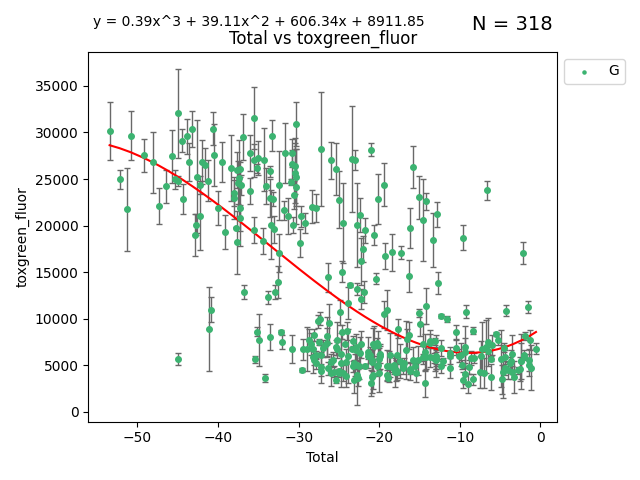 y = 0.39x^3 + 39.11x^2 + 606.34x + 8911.85
N = 318
Total vs toxgreen_fluor
G
35000
30000
25000
20000
15000
10000
5000
0
toxgreen_fluor
−50 −40 −30 −20 −10 0
Total